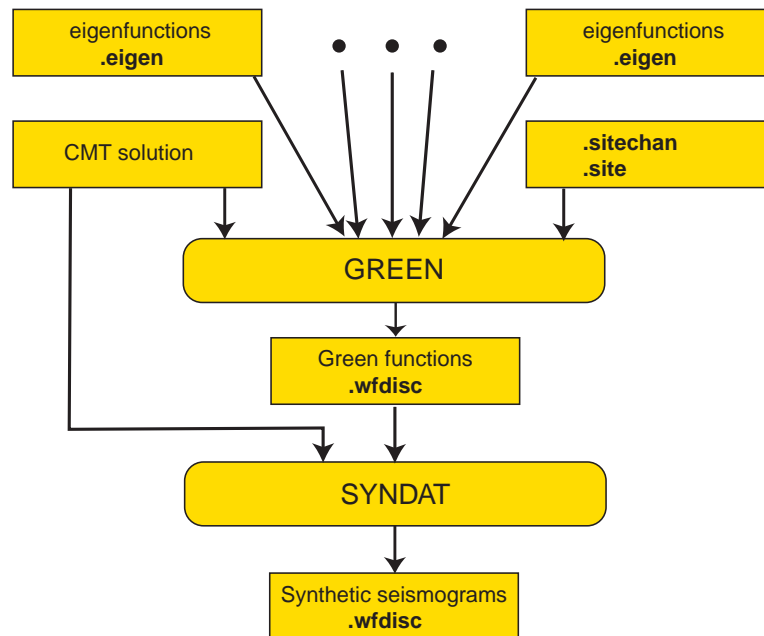 eigenfunctions
.eigen
eigenfunctions
.eigen
CMT solution
.sitechan
.site
GREEN
Green functions
.wfdisc
SYNDAT
Synthetic seismograms
.wfdisc